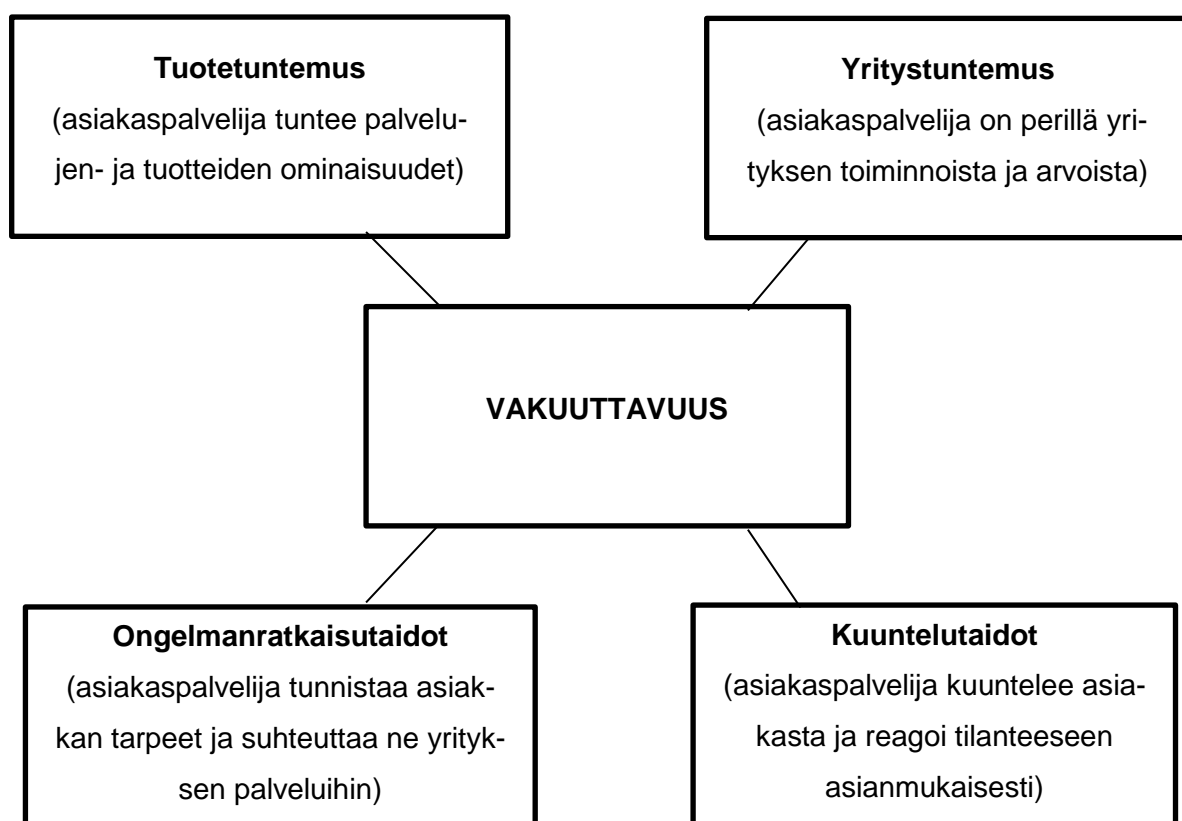 Tuotetuntemus
(asiakaspalvelija tuntee palvelu-
jen- ja tuotteiden ominaisuudet)
Yritystuntemus
(asiakaspalvelija on perillä yri-
tyksen toiminnoista ja arvoista)
VAKUUTTAVUUS
Ongelmanratkaisutaidot
(asiakaspalvelija tunnistaa asiak-
kan tarpeet ja suhteuttaa ne yrityk-
sen palveluihin)
Kuuntelutaidot
(asiakaspalvelija kuuntelee asia-
kasta ja reagoi tilanteeseen
asianmukaisesti)